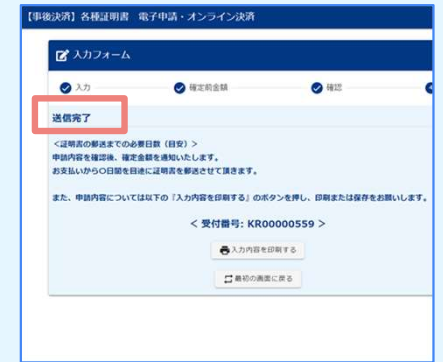 【事後決済】各種証明書　電子申請・オンライン決済
入力フォーム
入力
確定前金額
確認
送信完了
＜証明書の郵送までの必要日数（目安）＞
申請内容を確認後、確定金額を通知いたします。
お支払いから〇日間を目途に証明書を郵送させて頂きます。
また、申請内容については以下の『入力内容を印刷する』のボタンを押し、印刷または保存をお願いします。
＜ 受付番号: KR00000559 ＞
入力内容を印刷する
最初の画面に戻る